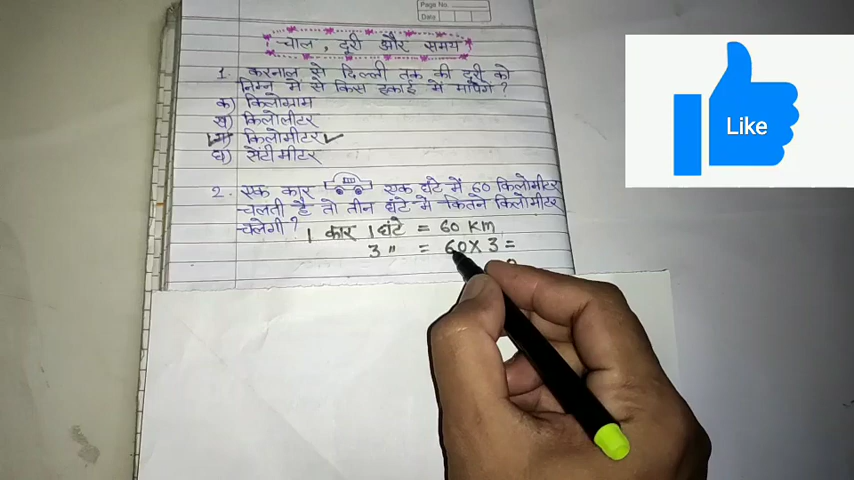 Page No.
Date
चाल, दूरी और समय
1. करनाल से दिल्ली तक की दूरी को
निम्न में से किस इकाई में मापेंगे ?
क) किलोग्राम
ख) किलोलीटर
ग) किलोमीटर ✓
घ) सेंटीमीटर
2. एक कार एक घंटे में 60 किलोमीटर
चलती है तो तीन घंटे में कितने किलोमीटर
चलेगी ?
1 कार 1 घंटे = 60 KM
3 " = 60 X 3 =
Like